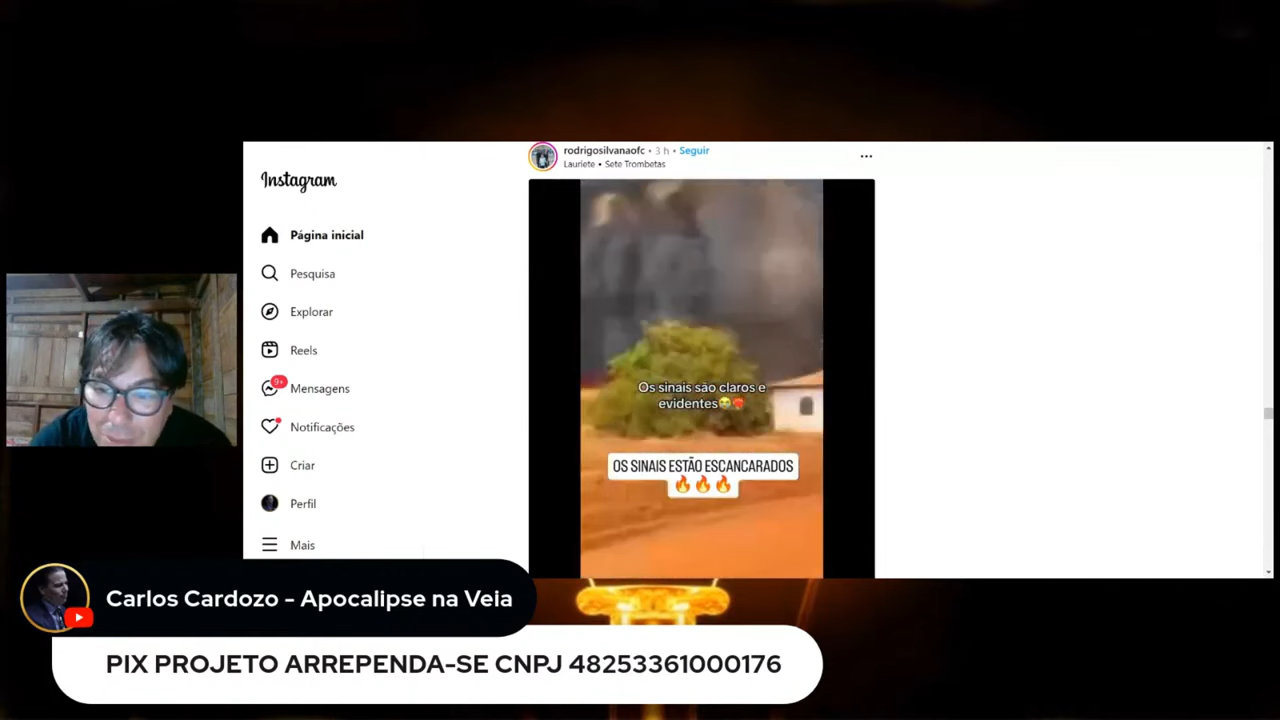 Instagram
Página inicial
Pesquisa
Explorar
Reels
9+
Mensagens
Notificações
Criar
Perfil
Mais
rodrigosilvanaofc • 3 h • Seguir
Lauriete • Sete Trombetas
Os sinais são claros e
evidentes😭❤️‍🔥
OS SINAIS ESTÃO ESCANCARADOS
🔥🔥🔥
Carlos Cardozo - Apocalipse na Veia
PIX PROJETO ARREPENDA-SE CNPJ 48253361000176